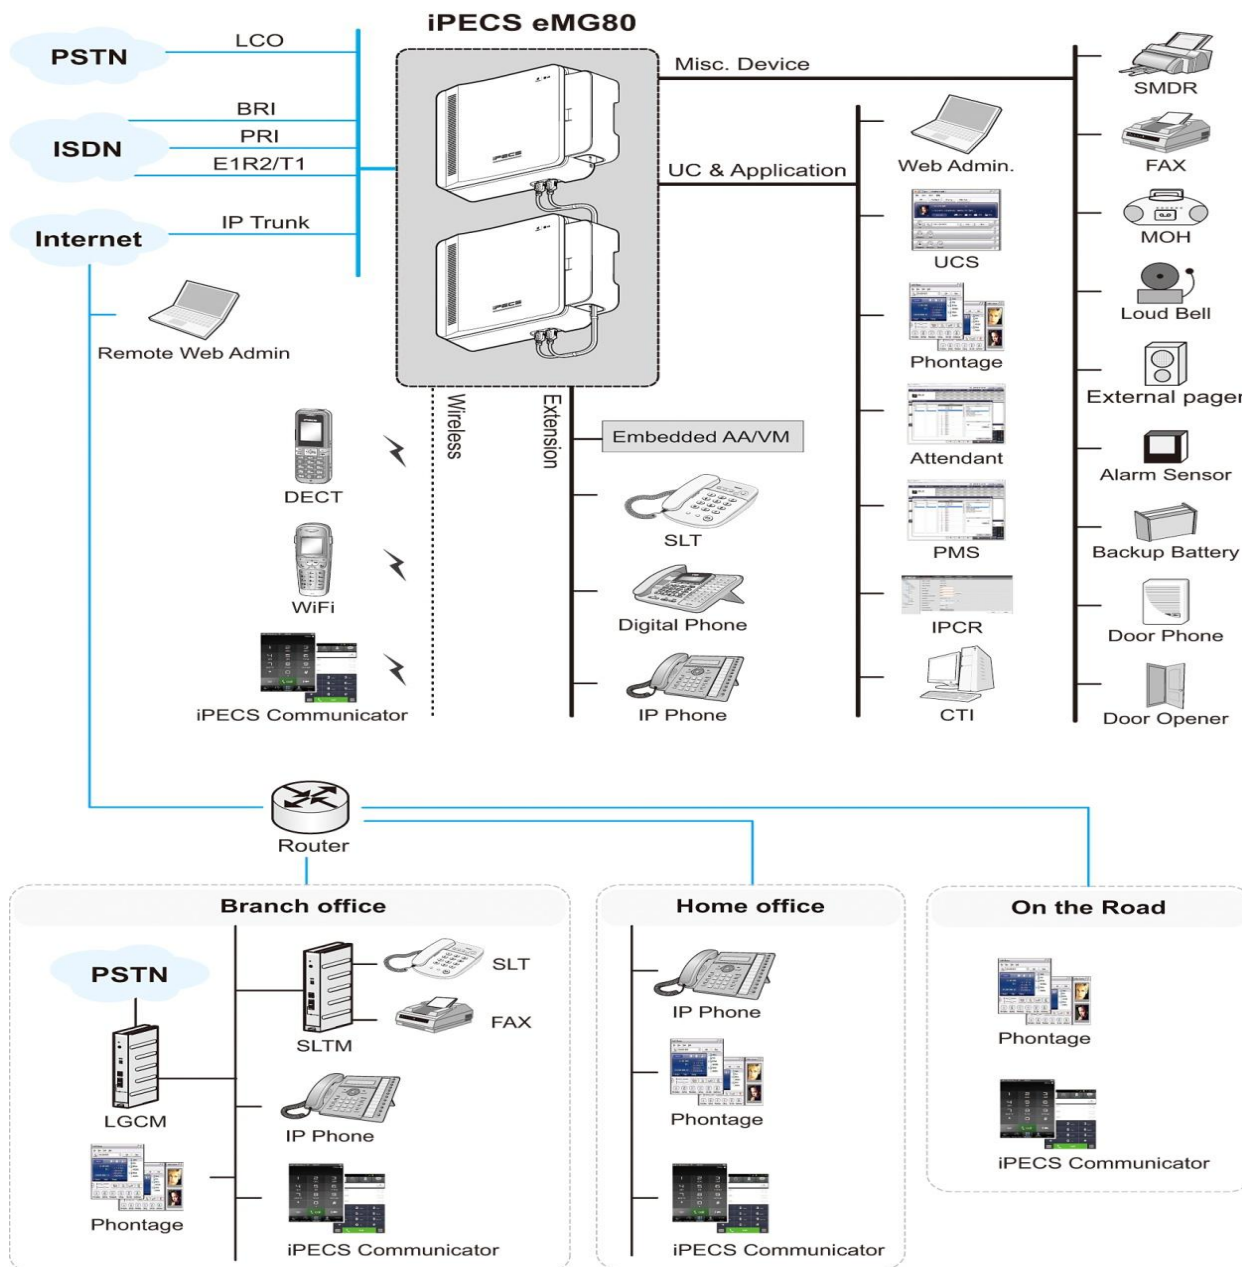 iPECS eMG80
PSTN
LCO
BRI
ISDN
PRI
E1R2/T1
Internet
IP Trunk
Remote Web Admin
iPECS
iPECS
Misc. Device
UC & Application
Wireless
Extension
DECT
WiFi
iPECS Communicator
Embedded AA/VM
SLT
Digital Phone
IP Phone
Web Admin.
UCS
Phontage
Attendant
PMS
IPCR
CTI
SMDR
FAX
MOH
Loud Bell
External pager
Alarm Sensor
Backup Battery
Door Phone
Door Opener
Router
Branch office
PSTN
LGCM
Phontage
SLTM
SLT
FAX
IP Phone
iPECS Communicator
Home office
IP Phone
Phontage
iPECS Communicator
On the Road
Phontage
iPECS Communicator